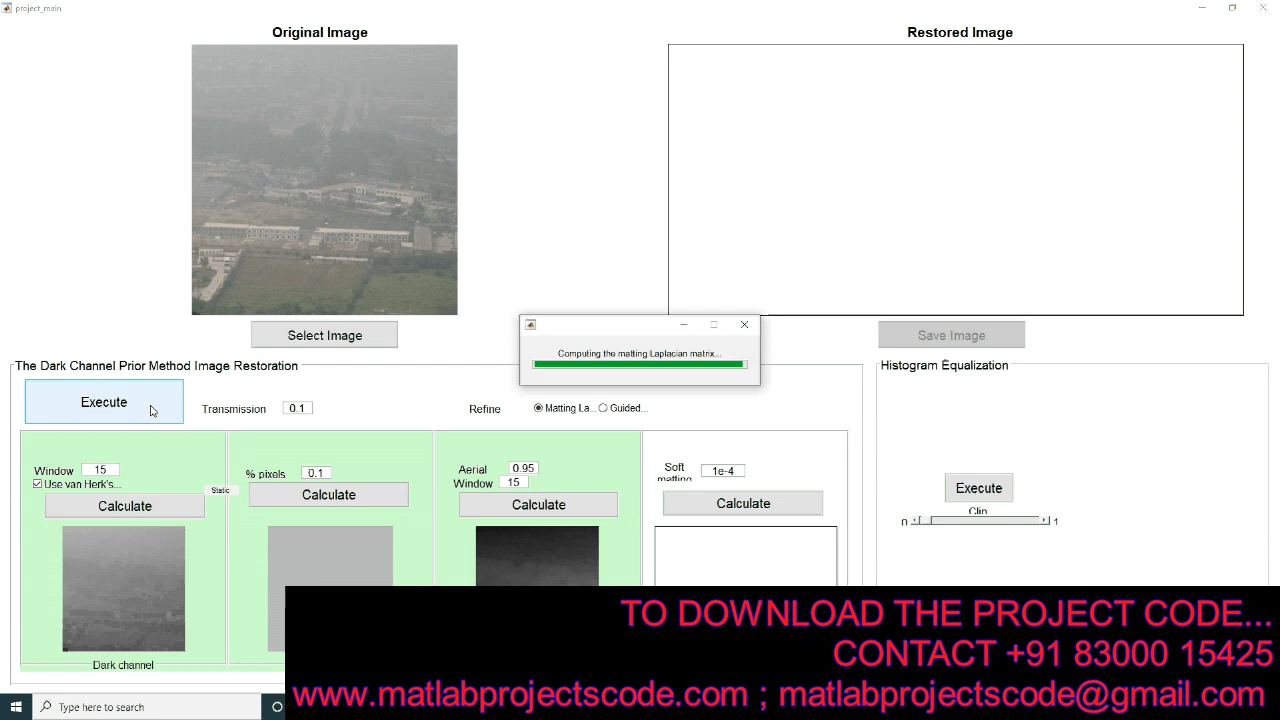 project_main
Original Image
Restored Image
Select Image
Save Image
Computing the matting Laplacian matrix...
The Dark Channel Prior Method Image Restoration
Histogram Equalization
Execute
Transmission 0.1
Refine
Matting La... Guided...
Window 15
Use van Herk's...
Calculate
Static
% pixels 0.1
Calculate
Aerial 0.95
Window 15
Calculate
Soft matting 1e-4
Calculate
Execute
Clip
0 1
Dark channel
TO DOWNLOAD THE PROJECT CODE...
CONTACT +91 83000 15425
www.matlabprojectscode.com ; matlabprojectscode@gmail.com
Type here to search